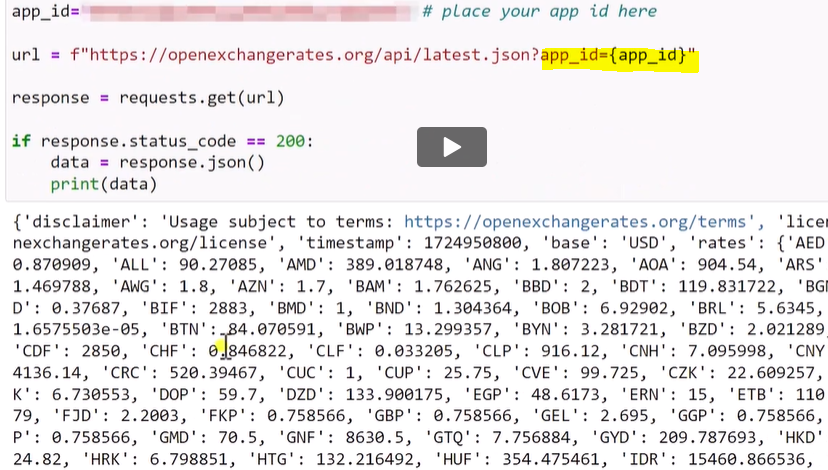 app_id= # place your app id here
url = f"https://openexchangerates.org/api/latest.json?app_id={app_id}"
response = requests.get(url)
if response.status_code == 200:
data = response.json()
print(data)
{'disclaimer': 'Usage subject to terms: https://openexchangerates.org/terms', 'licen
nexchangerates.org/license', 'timestamp': 1724950800, 'base': 'USD', 'rates': {'AED
0.870909, 'ALL': 90.27085, 'AMD': 389.018748, 'ANG': 1.807223, 'AOA': 904.54, 'ARS'
1.469788, 'AWG': 1.8, 'AZN': 1.7, 'BAM': 1.762625, 'BBD': 2, 'BDT': 119.831722, 'BGN
D': 0.37687, 'BIF': 2883, 'BMD': 1, 'BND': 1.304364, 'BOB': 6.92902, 'BRL': 5.6345,
1.6575503e-05, 'BTN': 84.070591, 'BWP': 13.299357, 'BYN': 3.281721, 'BZD': 2.021289
'CDF': 2850, 'CHF': 0.846822, 'CLF': 0.033205, 'CLP': 916.12, 'CNH': 7.095998, 'CNY
4136.14, 'CRC': 520.39467, 'CUC': 1, 'CUP': 25.75, 'CVE': 99.725, 'CZK': 22.609257,
K': 6.730553, 'DOP': 59.7, 'DZD': 133.900175, 'EGP': 48.6173, 'ERN': 15, 'ETB': 110
79, 'FJD': 2.2003, 'FKP': 0.758566, 'GBP': 0.758566, 'GEL': 2.695, 'GGP': 0.758566,
P': 0.758566, 'GMD': 70.5, 'GNF': 8630.5, 'GTQ': 7.756884, 'GYD': 209.787693, 'HKD'
24.82, 'HRK': 6.798851, 'HTG': 132.216492, 'HUF': 354.475461, 'IDR': 15460.866536,